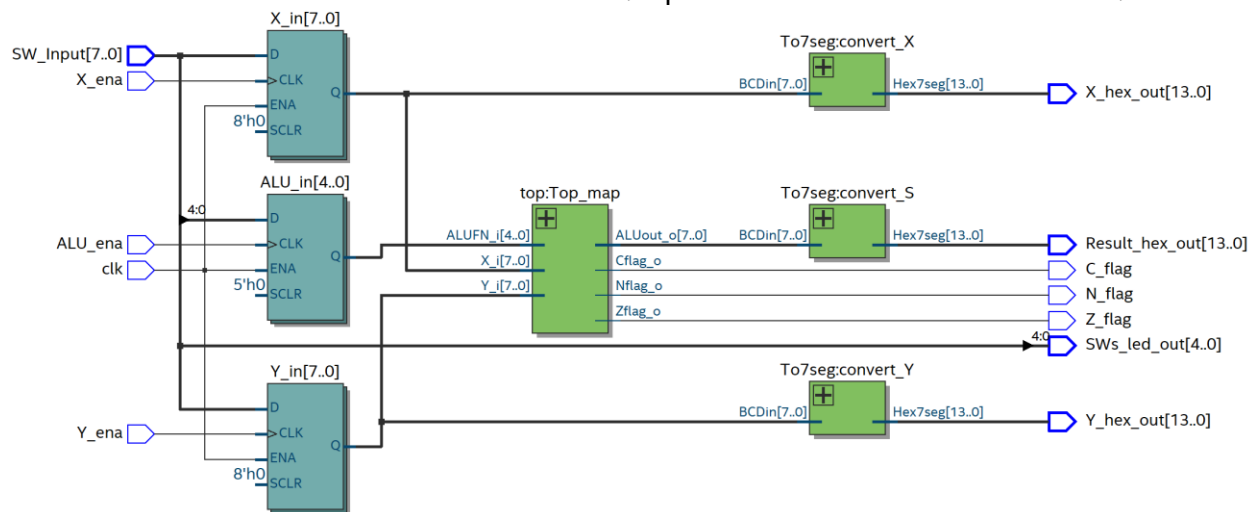 X_in[7..0]
SW_Input[7..0]
D
X_ena
CLK
ENA
Q
8'h0
SCLR
To7seg:convert_X
BCDin[7..0]
Hex7seg[13..0]
X_hex_out[13..0]
ALU_in[4..0]
4:0
D
ALU_ena
CLK
clk
ENA
Q
5'h0
SCLR
top:Top_map
ALUFN_i[4..0]
ALUout_o[7..0]
X_i[7..0]
Cflag_o
Y_i[7..0]
Nflag_o
Zflag_o
To7seg:convert_S
BCDin[7..0]
Hex7seg[13..0]
Result_hex_out[13..0]
C_flag
N_flag
Z_flag
4:0
SWs_led_out[4..0]
Y_in[7..0]
D
Y_ena
CLK
Q
ENA
8'h0
SCLR
To7seg:convert_Y
BCDin[7..0]
Hex7seg[13..0]
Y_hex_out[13..0]